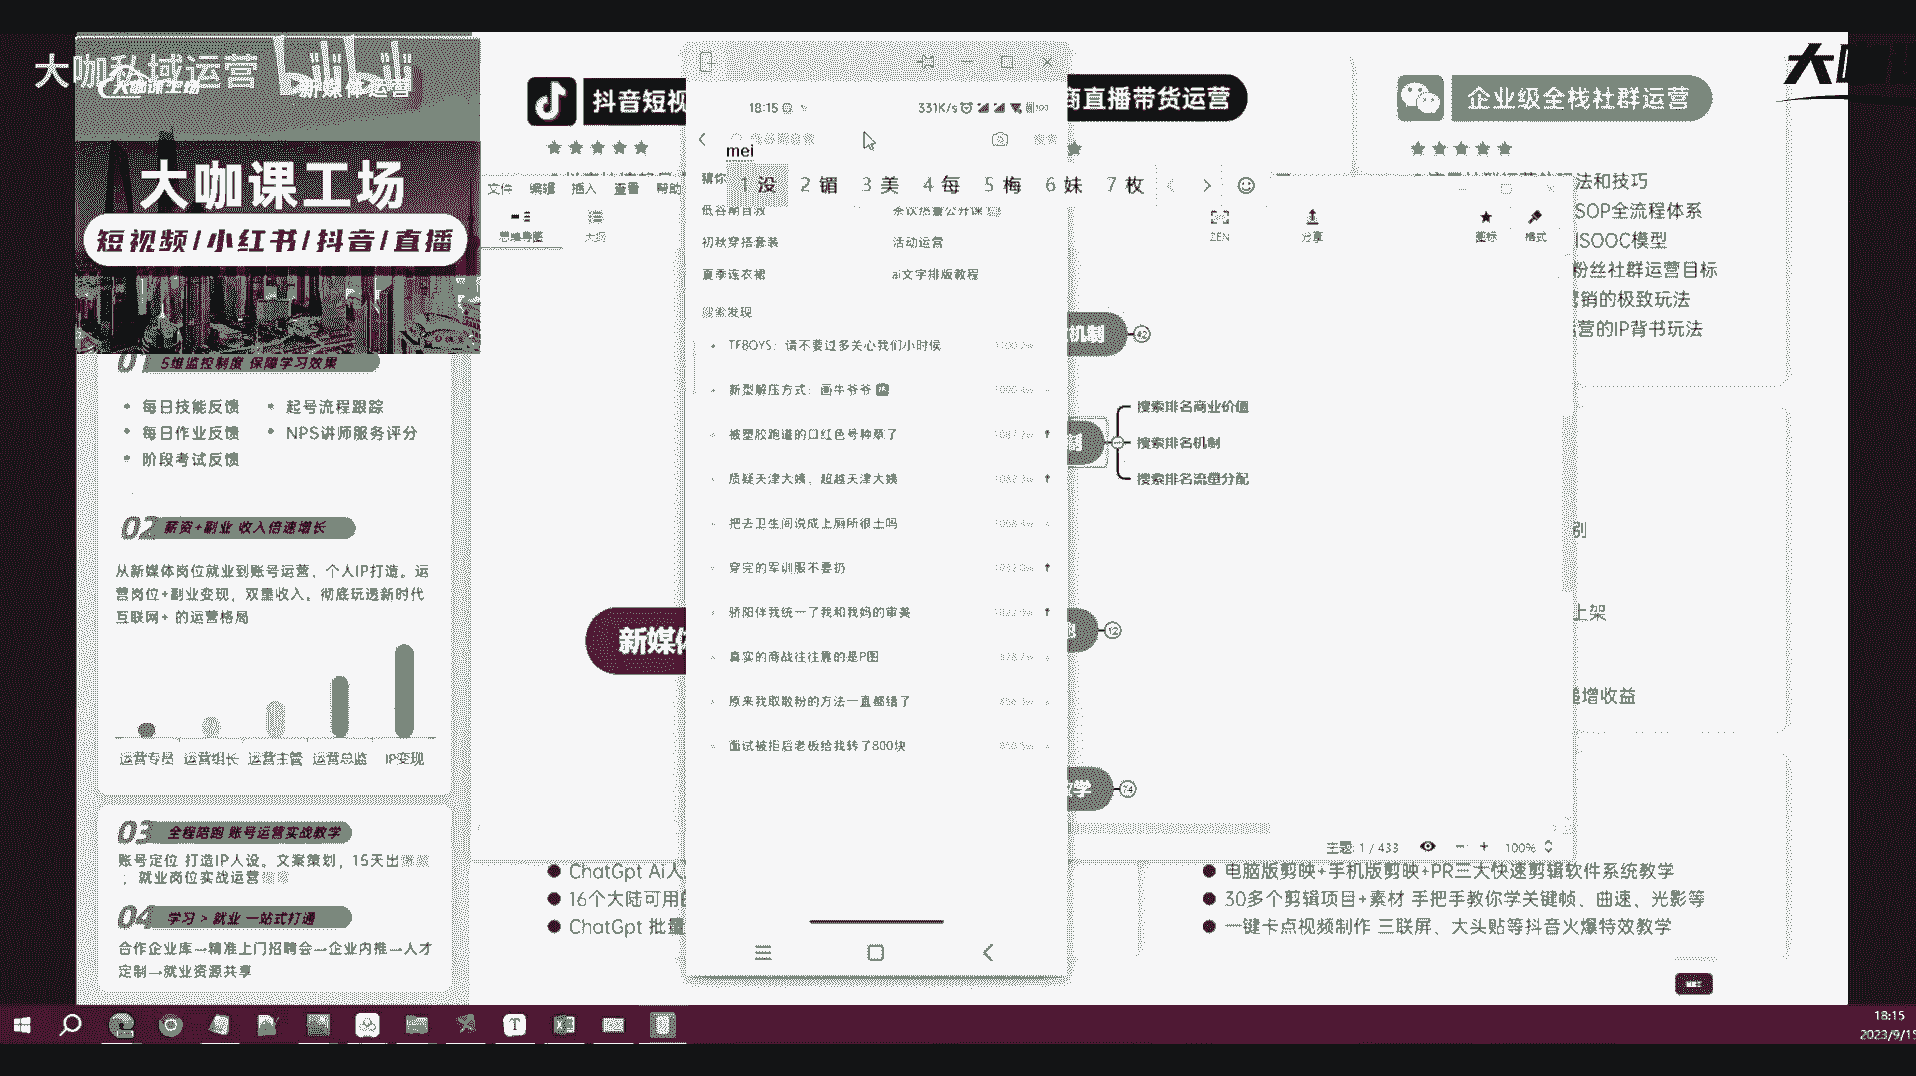 大咖私域运营
新媒体运营
大咖课工场
短视频/小红书/抖音/直播
01 5维监控制度 保障学习效果
每日技能反馈
起号流程跟踪
每日作业反馈
NPS讲师服务评分
阶段考试反馈
02 薪资+副业 收入倍速增长
从新媒体岗位就业到账号运营，个人IP打造。运
营岗位+副业变现，双重收入。彻底玩透新时代
互联网+ 的运营格局
运营专员 运营组长 运营主管 运营总监 IP变现
03 全程陪跑 账号运营实战教学
账号定位 打造IP人设。文案策划，15天出
；就业岗位实战运营
04 学习 > 就业 一站式打通
合作企业库→精准上门招聘会→企业内推→人才
定制→就业资源共享
抖音短视
商直播带货运营
企业级全栈社群运营
文件 编辑 插入 查看 帮助
思维导图
大纲
ZEN
分享
图标
格式
18:15
331K/s
100
mei
1 没 2 媚 3 美 4 每 5 梅 6 妹 7 枚
猜你
低谷期自救
初秋穿搭套装
活动运营
夏季连衣裙
ai文字排版教程
搜索发现
TFBOYS：请不要过多关心我们小时候
新型解压方式：画牛爷爷
被塑胶跑道的口红色号种草了
质疑天津大姨，超越天津大姨
把去卫生间说成上厕所很土吗
穿完的军训服不要扔
骄阳伴我统一了我和我妈的审美
真实的商战往往靠的是P图
原来我取散粉的方法一直都错了
面试被拒后老板给我转了800块
机制
42
制
搜索排名商业价值
搜索排名机制
搜索排名流量分配
新媒体
12
学
74
主题: 1 / 433
100%
法和技巧
SOP全流程体系
ISOOC模型
粉丝社群运营目标
营销的极致玩法
营的IP背书玩法
别
上架
递增收益
ChatGpt Ai人
16个大陆可用的
ChatGpt 批量
电脑版剪映+手机版剪映+PR三大快速剪辑软件系统教学
30多个剪辑项目+素材 手把手教你学关键帧、曲速、光影等
一键卡点视频制作 三联屏、大头贴等抖音火爆特效教学
18:15
2023/9/15